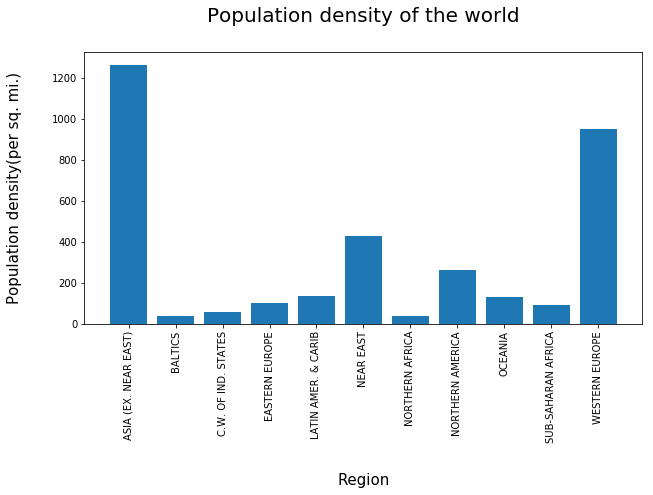 Population density of the world
Population density(per sq. mi.)
1200
1000
800
600
400
200
0
ASIA (EX. NEAR EAST)
BALTICS
C.W. OF IND. STATES
EASTERN EUROPE
LATIN AMER. & CARIB
NEAR EAST
NORTHERN AFRICA
NORTHERN AMERICA
OCEANIA
SUB-SAHARAN AFRICA
WESTERN EUROPE
Region